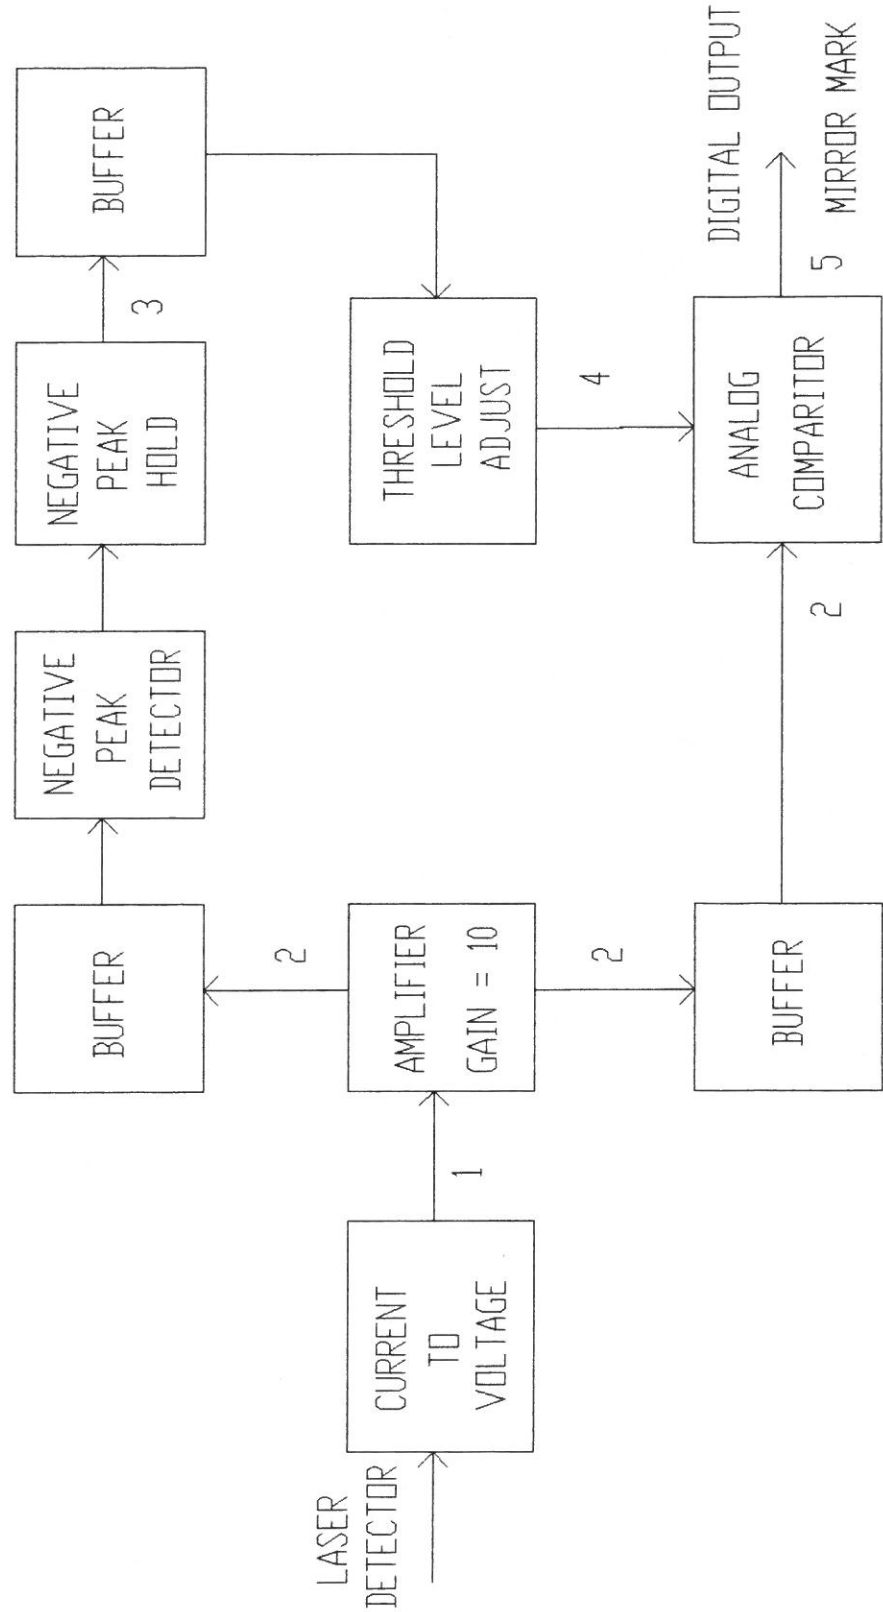 LASER
DETECTOR
CURRENT
TO
VOLTAGE
1
AMPLIFIER
GAIN = 10
2
BUFFER
NEGATIVE
PEAK
DETECTOR
NEGATIVE
PEAK
HOLD
3
BUFFER
THRESHOLD
LEVEL
ADJUST
4
2
BUFFER
2
ANALOG
COMPARITOR
5
DIGITAL OUTPUT
MIRROR MARK